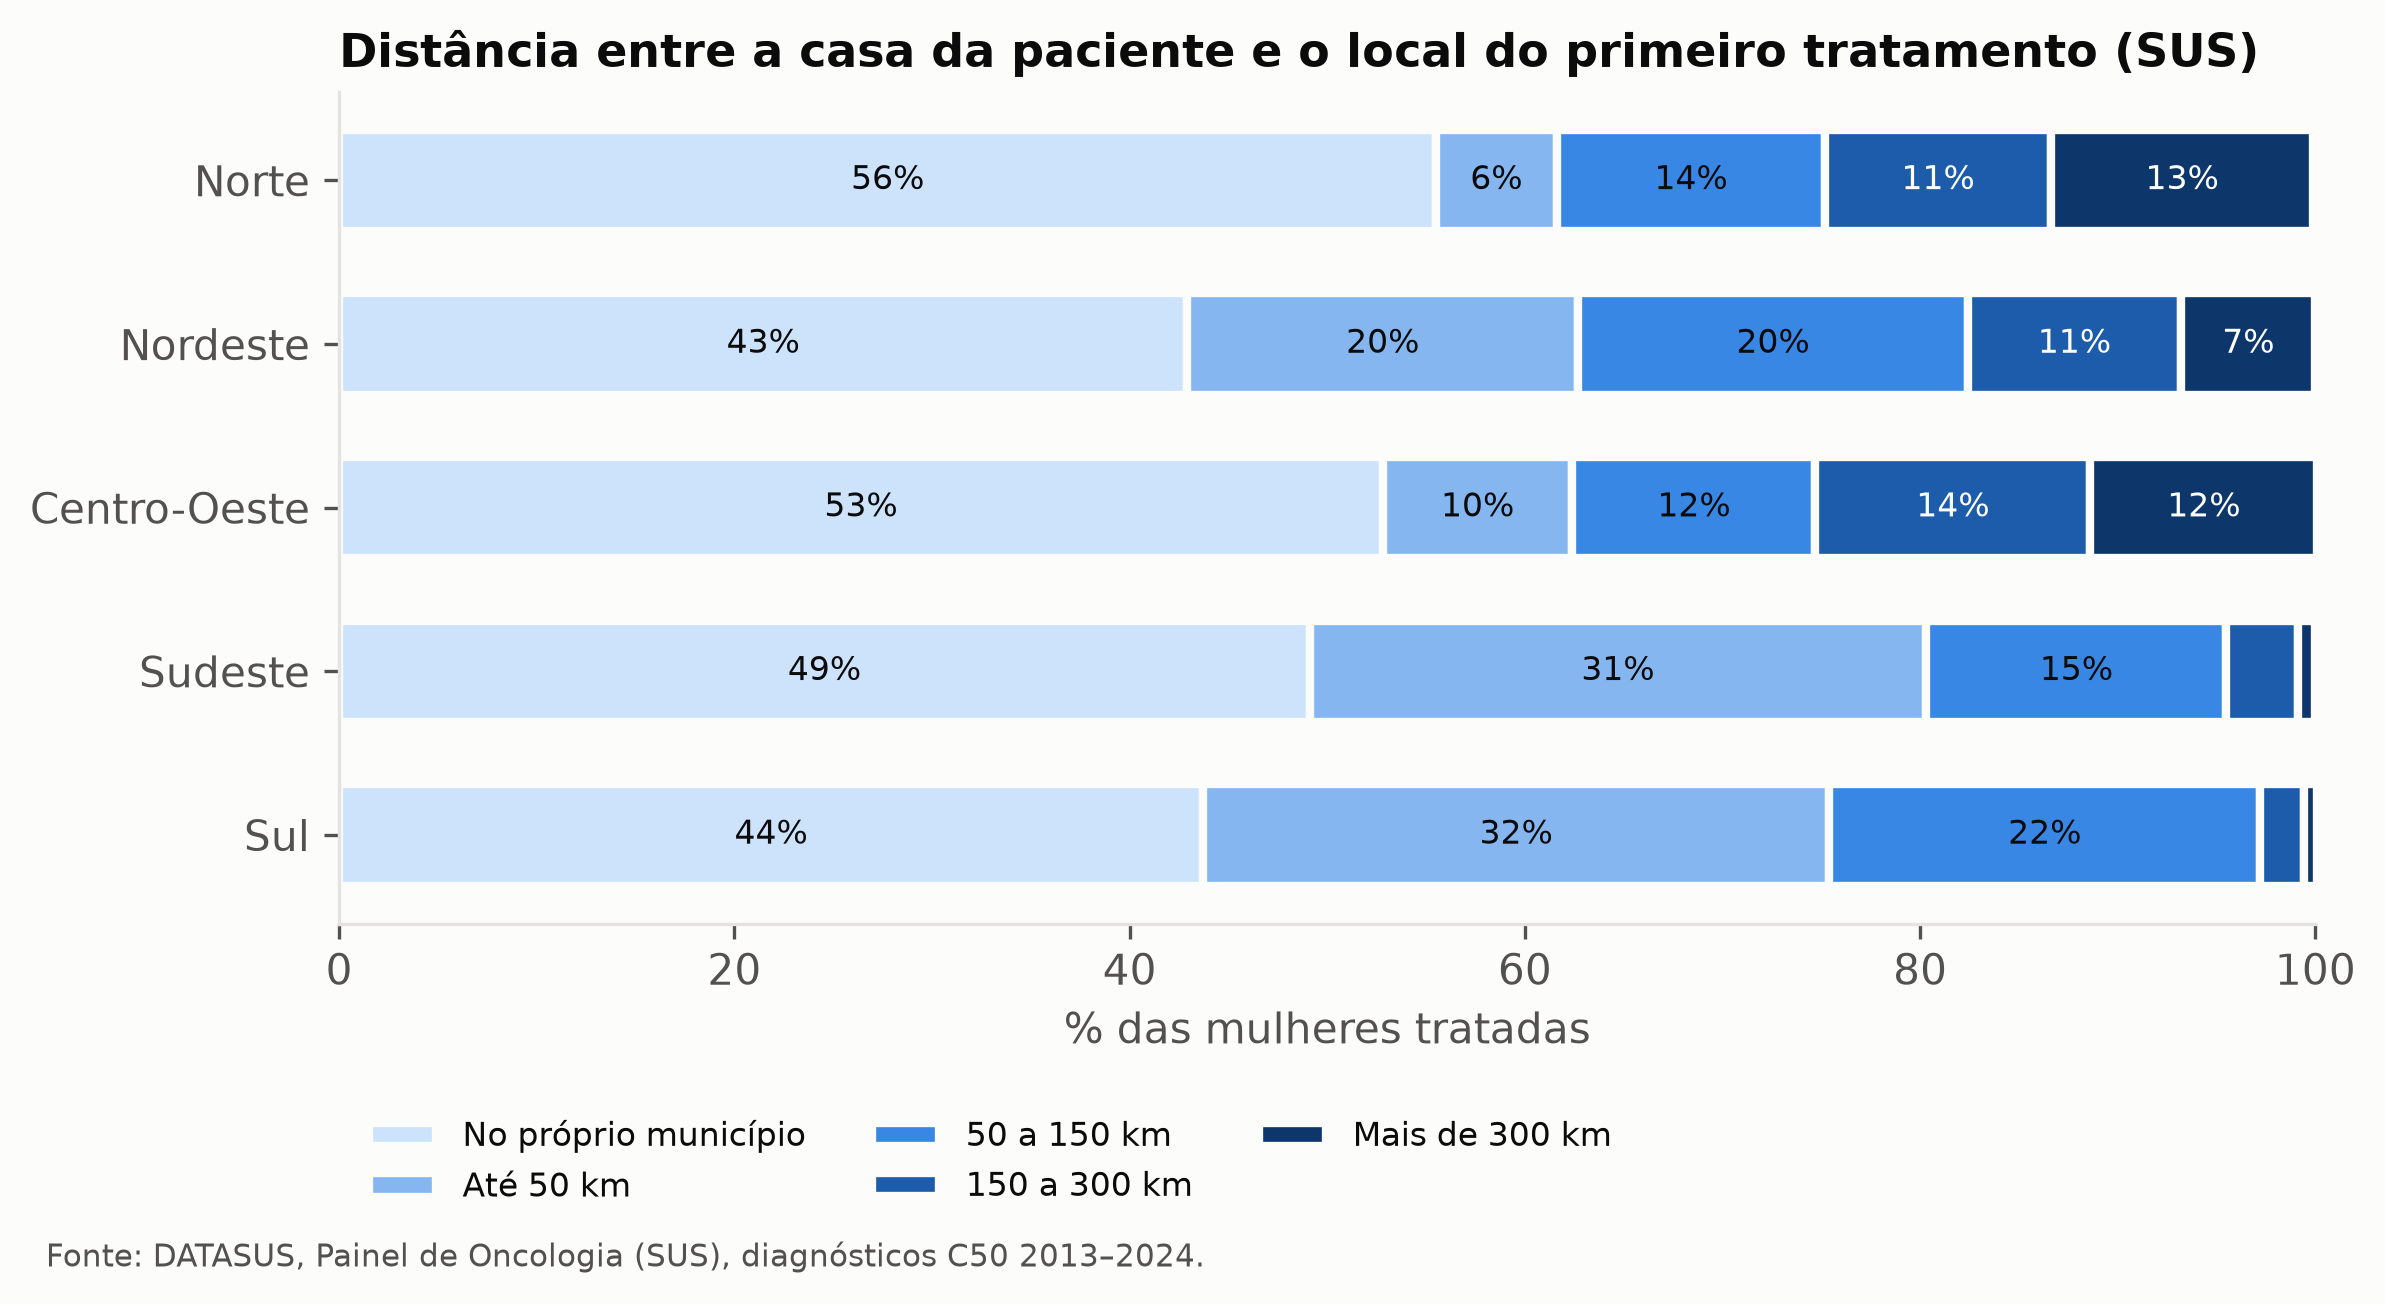 Distância entre a casa da paciente e o local do primeiro tratamento (SUS)
Norte 56% 6% 14% 11% 13%
Nordeste 43% 20% 20% 11% 7%
Centro-Oeste 53% 10% 12% 14% 12%
Sudeste 49% 31% 15%
Sul 44% 32% 22%
0 20 40 60 80 100
% das mulheres tratadas
No próprio município 50 a 150 km Mais de 300 km
Até 50 km 150 a 300 km
Fonte: DATASUS, Painel de Oncologia (SUS), diagnósticos C50 2013–2024.